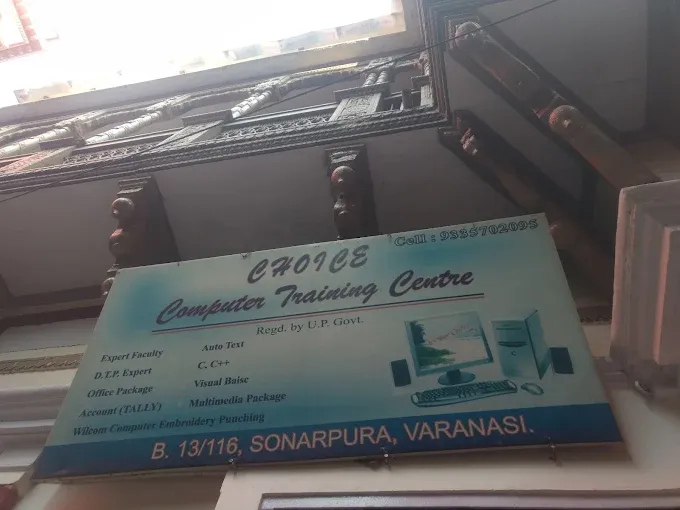 Cell : 9335702095
CHOICE
Computer Training Centre
Regd. by U.P. Govt.
Expert Faculty Auto Text
D.T.P. Expert C, C++
Office Package Visual Baisc
Account (TALLY) Multimedia Package
Wilcom Computer Embroidery Punching
B. 13/116, SONARPURA, VARANASI.